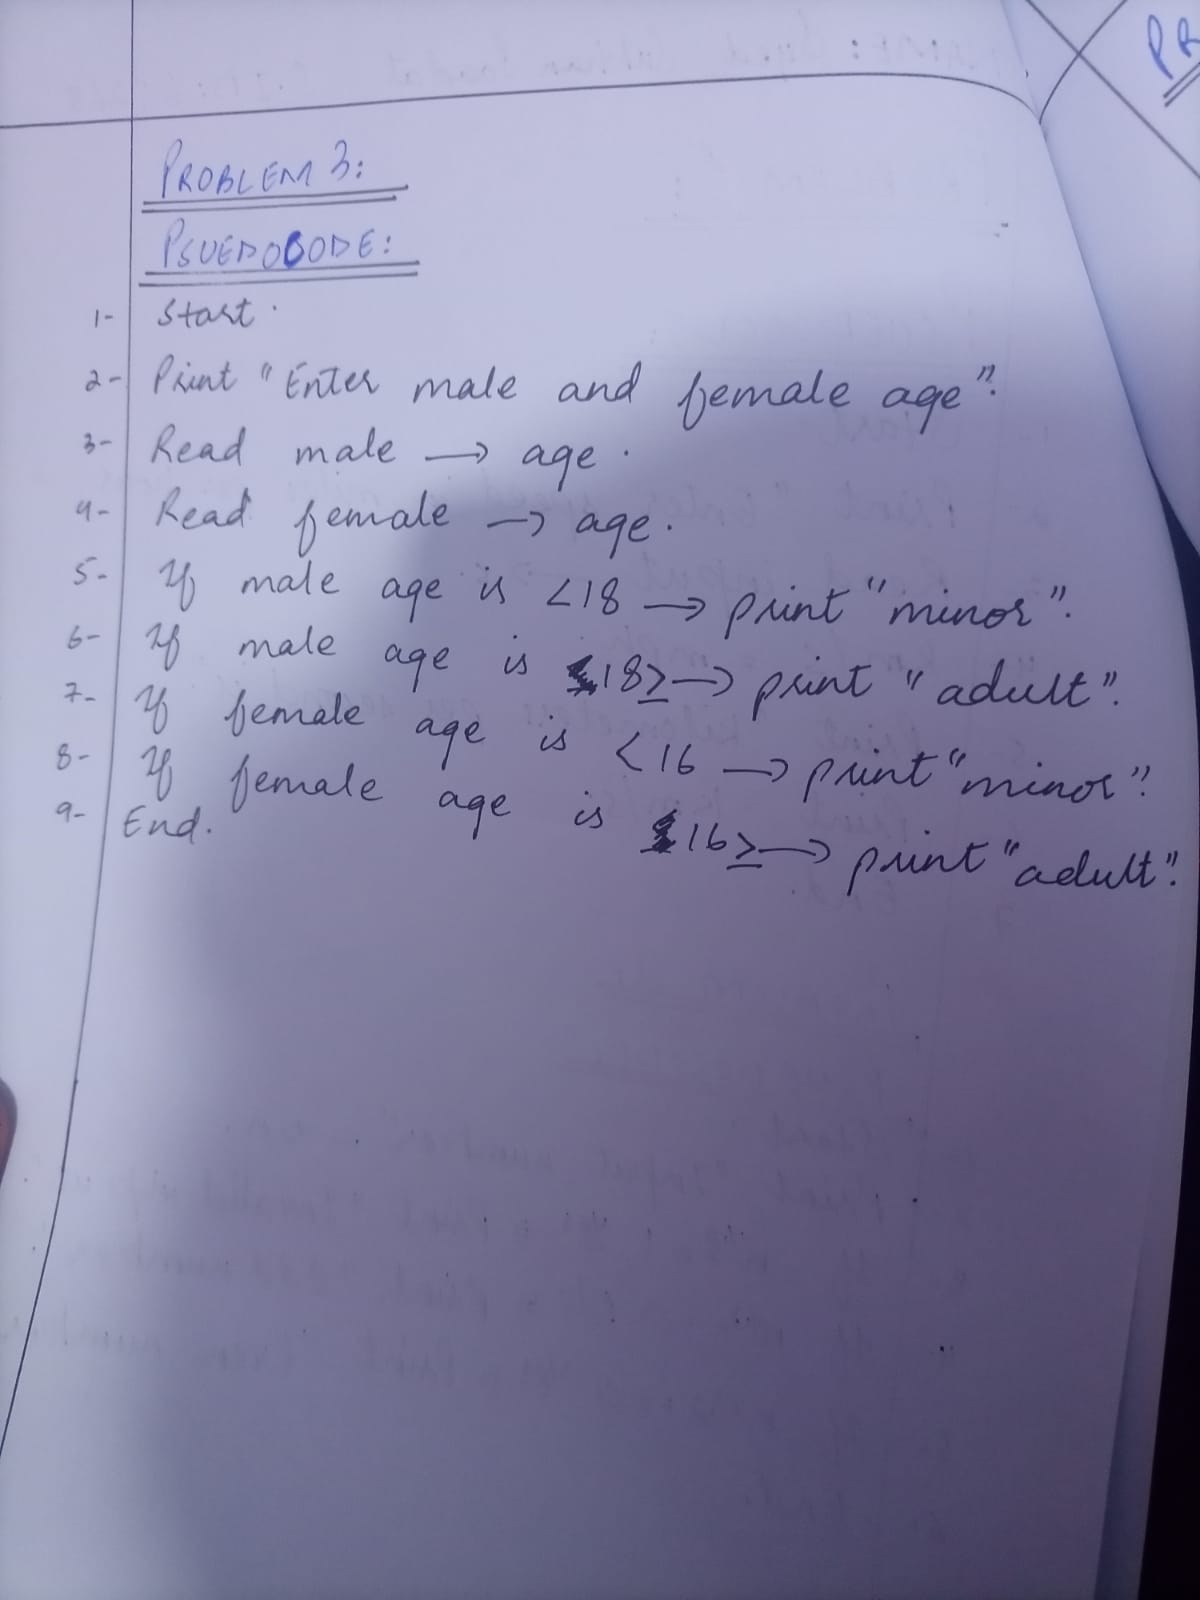 PR
PROBLEM 3:
PSUEDOCODE:
1- Start.
2- Print "Enter male and female age".
3- Read male → age.
4- Read female → age.
5- If male age is <18 → print "minor".
6- If male age is 18≥ → print "adult".
7- If female age is <16 → print "minor".
8- If female age is 16≥ → print "adult".
9- End.